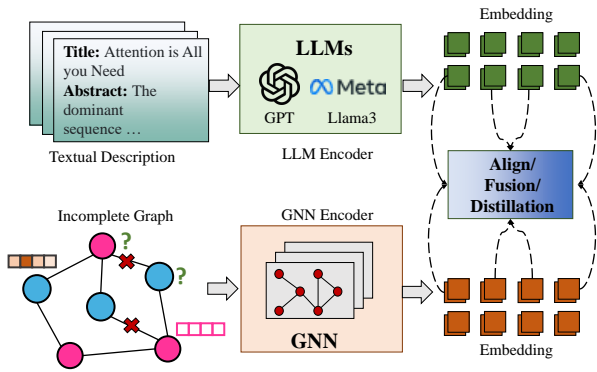 Title: Attention is All
you Need
Abstract: The
dominant
sequence …
Textual Description
LLMs
Meta
GPT Llama3
LLM Encoder
Embedding
Align/
Fusion/
Distillation
Incomplete Graph
?
?
GNN Encoder
GNN
Embedding